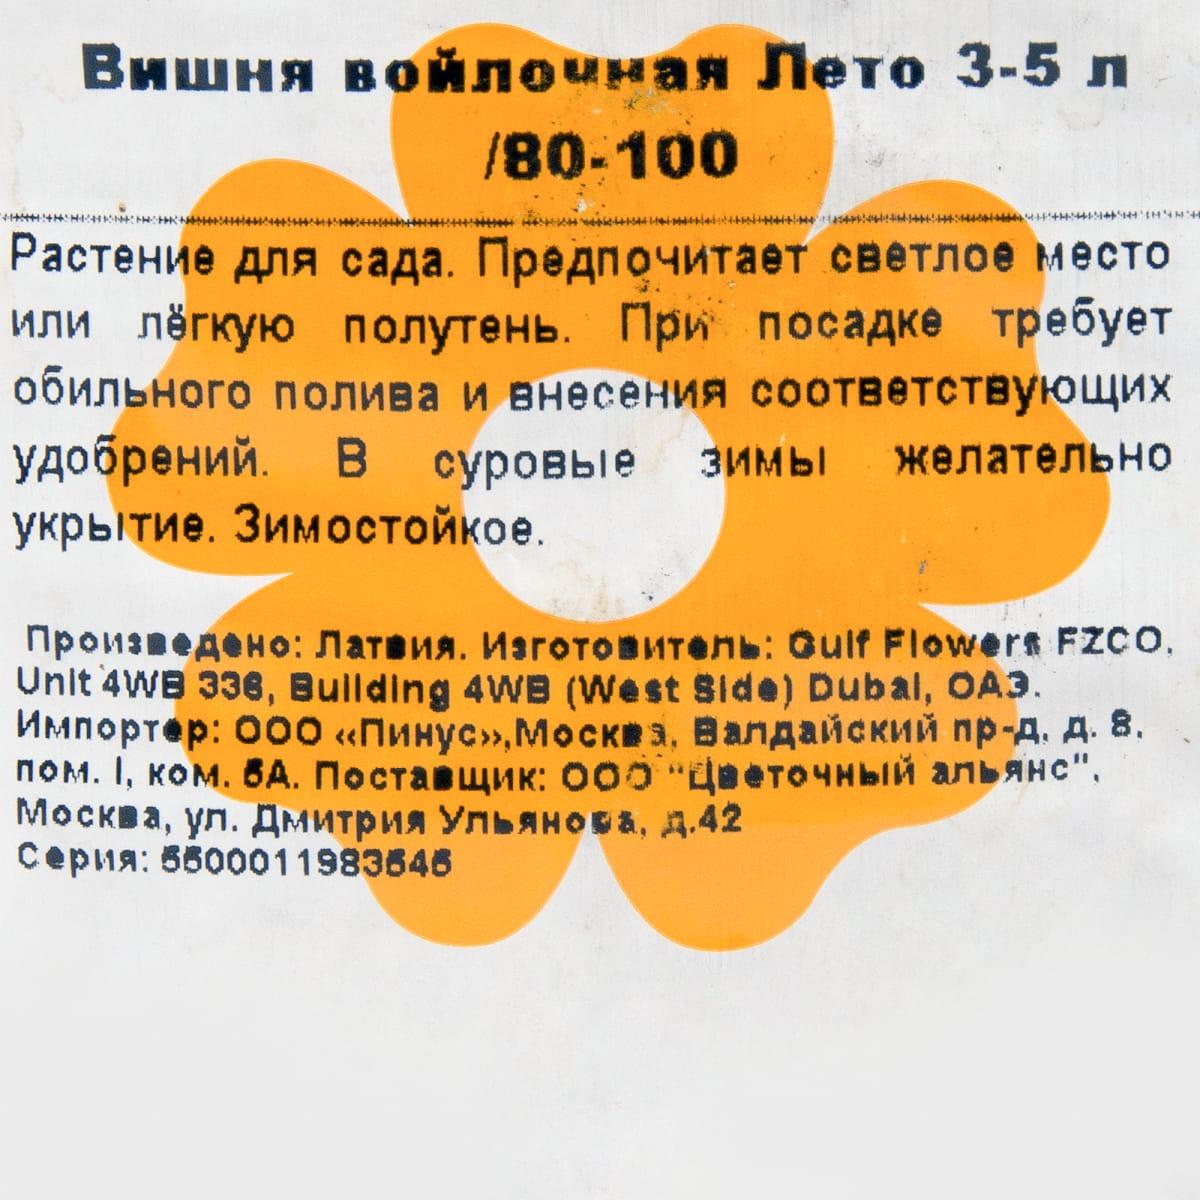 Вишня войлочная Лето 3-5 л
/80-100
Растение для сада. Предпочитает светлое место
или лёгкую полутень. При посадке требует
обильного полива и внесения соответствующих
удобрений. В суровые зимы желательно
укрытие. Зимостойкое.
Произведено: Латвия. Изготовитель: Gulf Flowers FZCO,
Unit 4WB 336, Building 4WB (West Side) Dubai, ОАЭ.
Импортер: ООО «Пинус»,Москва, Валдайский пр-д, д. 8,
пом. I, ком. 5А. Поставщик: ООО "Цветочный альянс",
Москва, ул. Дмитрия Ульянова, д.42
Серия: 5500011983545